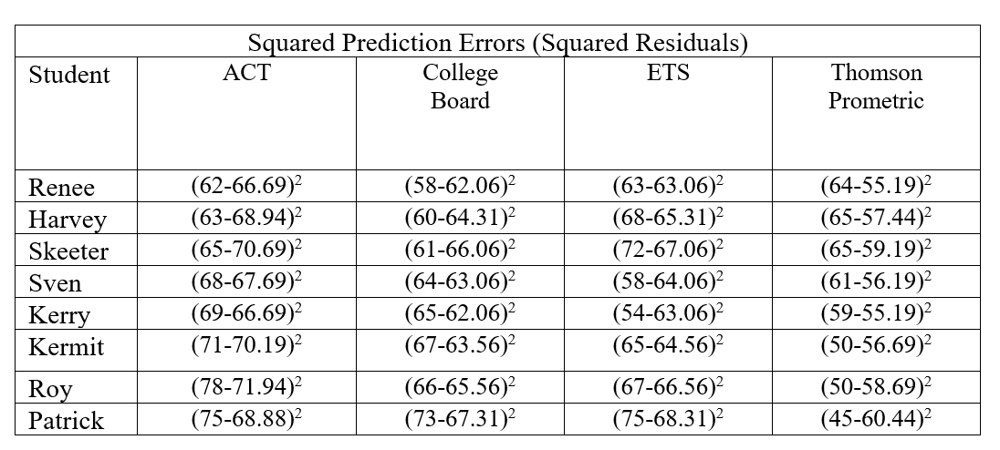 Squared Prediction Errors (Squared Residuals)
Student ACT College Board ETS Thomson Prometric
Renee (62-66.69)² (58-62.06)² (63-63.06)² (64-55.19)²
Harvey (63-68.94)² (60-64.31)² (68-65.31)² (65-57.44)²
Skeeter (65-70.69)² (61-66.06)² (72-67.06)² (65-59.19)²
Sven (68-67.69)² (64-63.06)² (58-64.06)² (61-56.19)²
Kerry (69-66.69)² (65-62.06)² (54-63.06)² (59-55.19)²
Kermit (71-70.19)² (67-63.56)² (65-64.56)² (50-56.69)²
Roy (78-71.94)² (66-65.56)² (67-66.56)² (50-58.69)²
Patrick (75-68.88)² (73-67.31)² (75-68.31)² (45-60.44)²